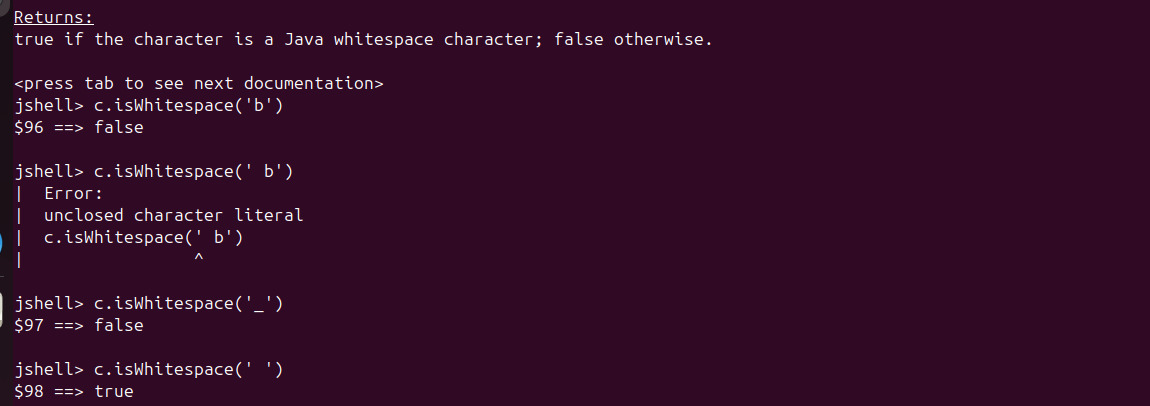 Returns:
true if the character is a Java whitespace character; false otherwise.
<press tab to see next documentation>
jshell> c.isWhitespace('b')
$96 ==> false
jshell> c.isWhitespace(' b')
|  Error:
|  unclosed character literal
|  c.isWhitespace(' b')
|                 ^
jshell> c.isWhitespace('_')
$97 ==> false
jshell> c.isWhitespace(' ')
$98 ==> true